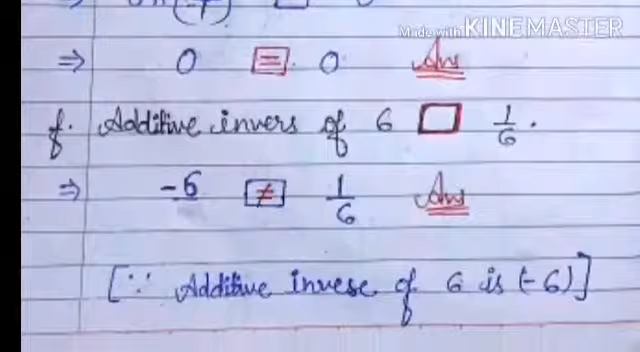 Made with KINEMASTER
⇒ 0 = 0 Ans
f. Additive invers of 6 □ 1/6.
⇒ -6 ≠ 1/6 Ans
[∵ Additive invese of 6 is (-6)]